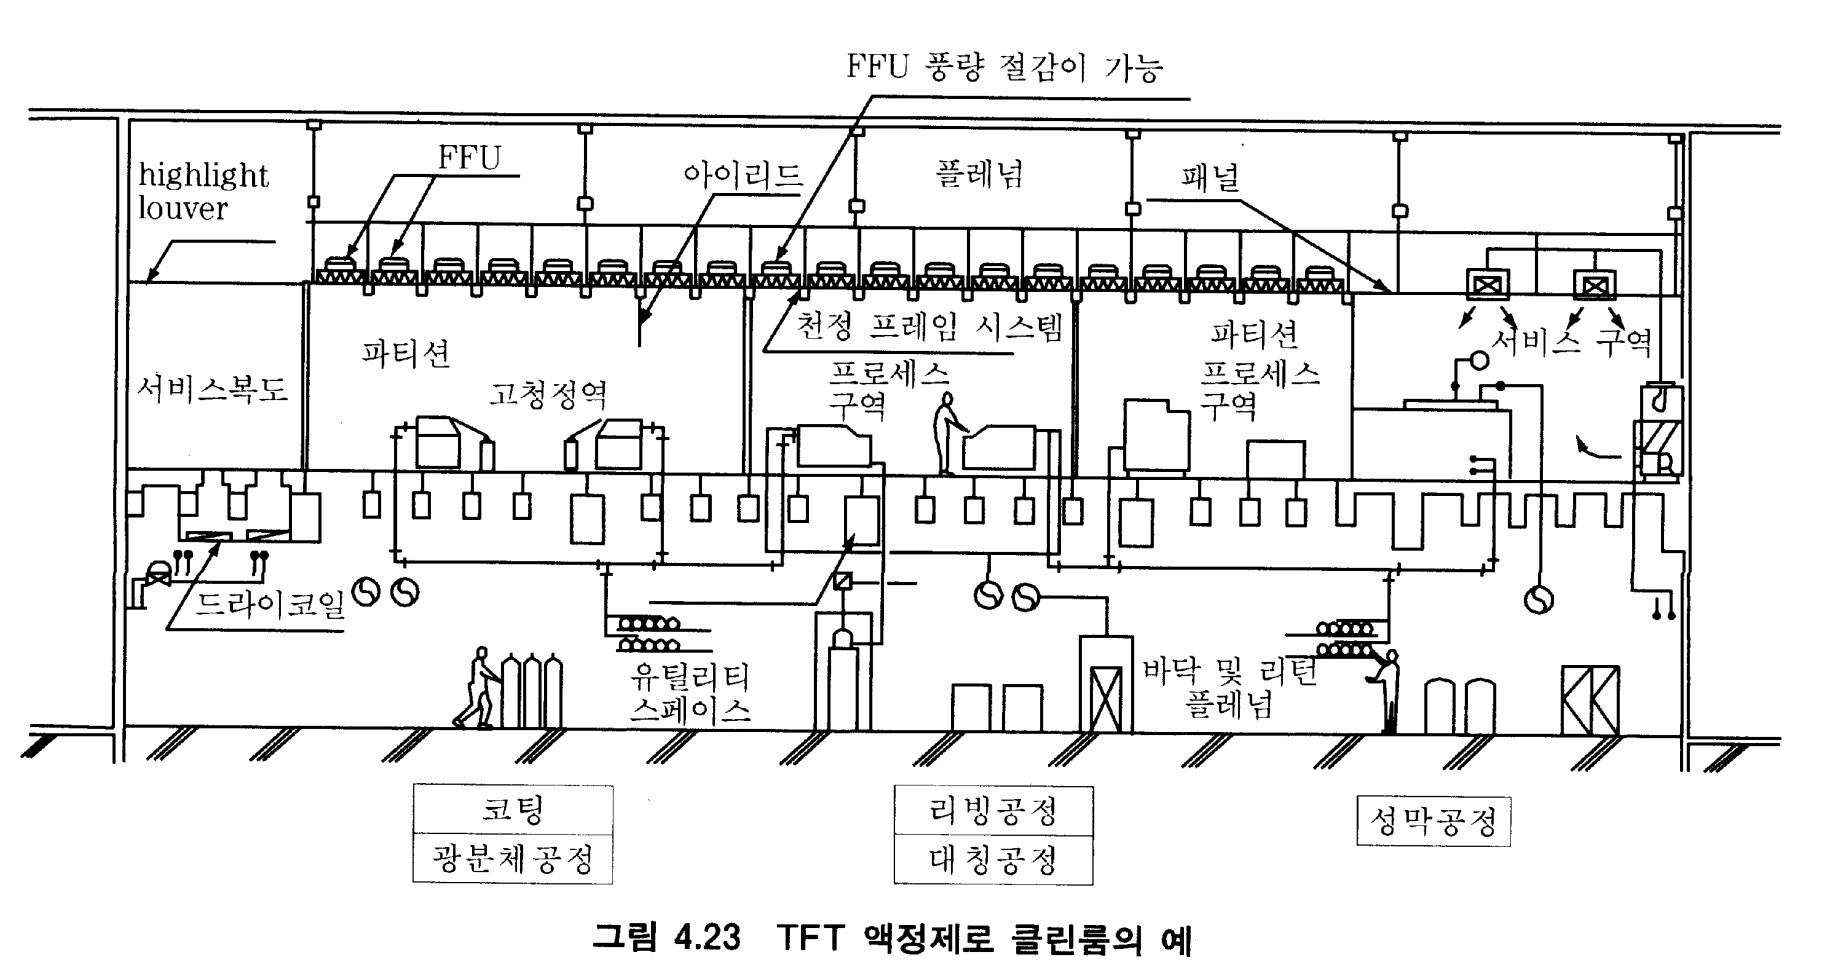 FFU 풍량 절감이 가능
highlight
louver
FFU
아이리드
플레넘
패널
천정 프레임 시스템
파티션
서비스 구역
파티션
프로세스
구역
프로세스
구역
서비스복도
고청정역
드라이코일
유틸리티
스페이스
바닥 및 리턴
플레넘
코팅
광분체공정
리빙공정
대칭공정
성막공정
그림 4.23 TFT 액정제로 클린룸의 예